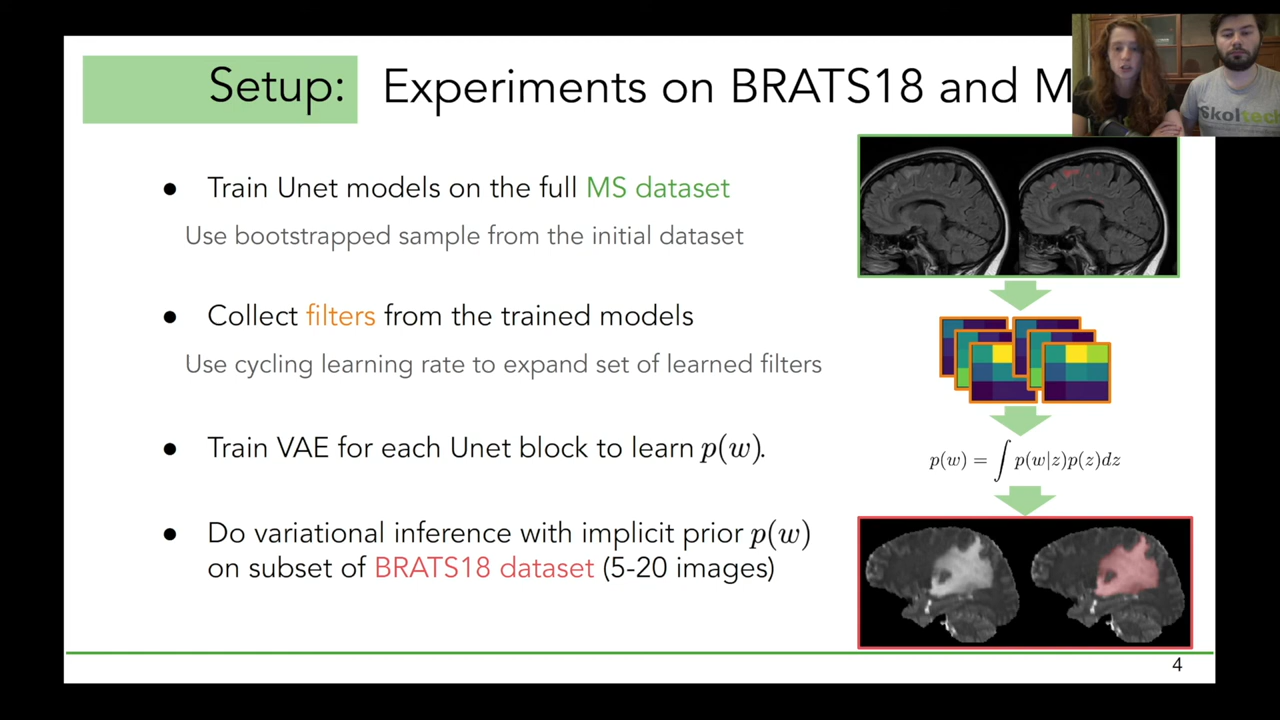 Setup: Experiments on BRATS18 and M
Skoltech
● Train Unet models on the full MS dataset
Use bootstrapped sample from the initial dataset
● Collect filters from the trained models
Use cycling learning rate to expand set of learned filters
● Train VAE for each Unet block to learn p(w).
p(w) = ∫ p(w|z)p(z)dz
● Do variational inference with implicit prior p(w)
on subset of BRATS18 dataset (5-20 images)
4